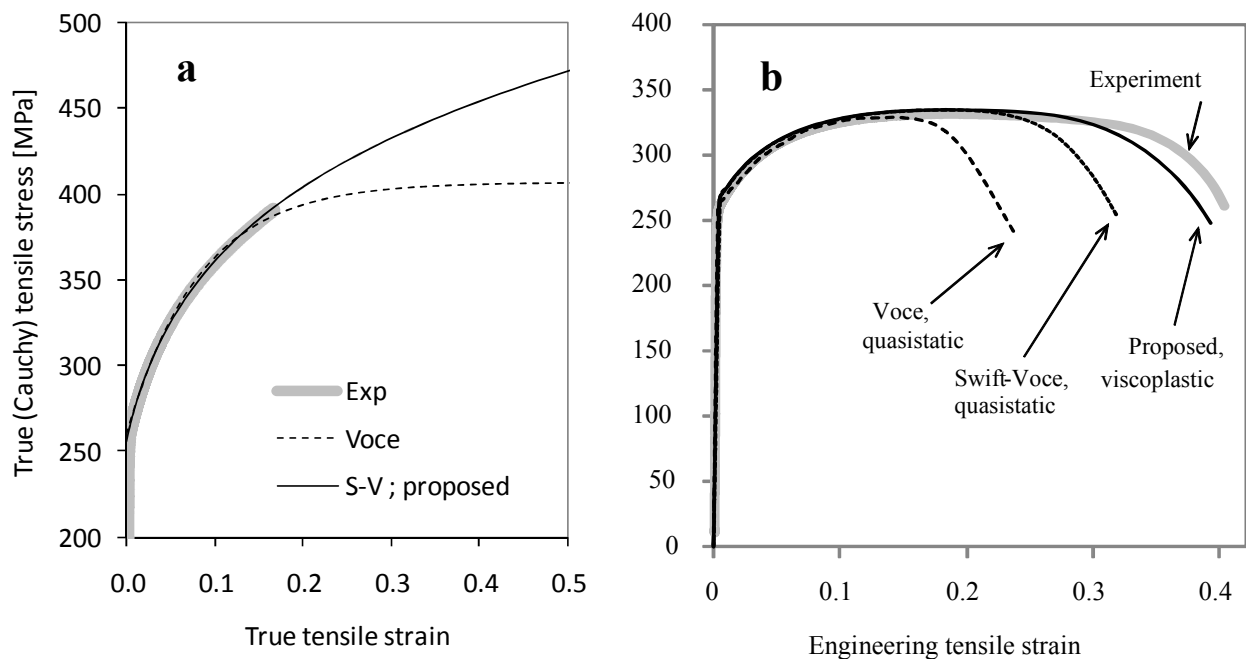 a
True (Cauchy) tensile stress [MPa]
500
450
400
350
300
250
200
Exp
Voce
S-V ; proposed
0.0 0.1 0.2 0.3 0.4 0.5
True tensile strain
b
400
350
300
250
200
150
100
50
0
Experiment
Voce,
quasistatic
Swift-Voce,
quasistatic
Proposed,
viscoplastic
0 0.1 0.2 0.3 0.4
Engineering tensile strain